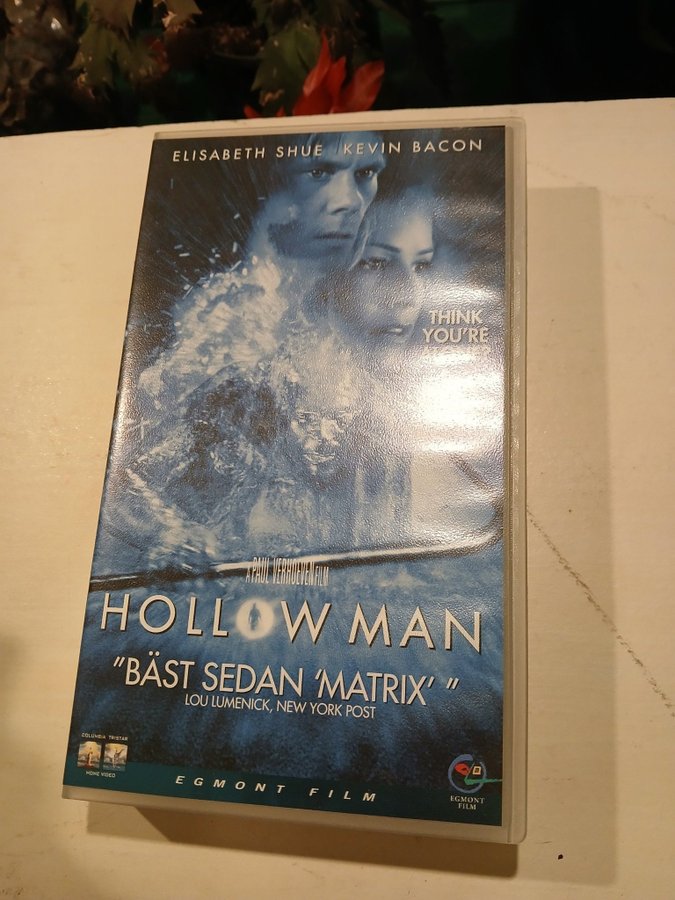 ELISABETH SHUE KEVIN BACON
THINK
YOU'RE
A PAUL VERHOEVEN FILM
HOLLOW MAN
"BÄST SEDAN 'MATRIX' "
LOU LUMENICK, NEW YORK POST
COLUMBIA TRISTAR
HOME VIDEO
EGMONT FILM
EGMONT
FILM